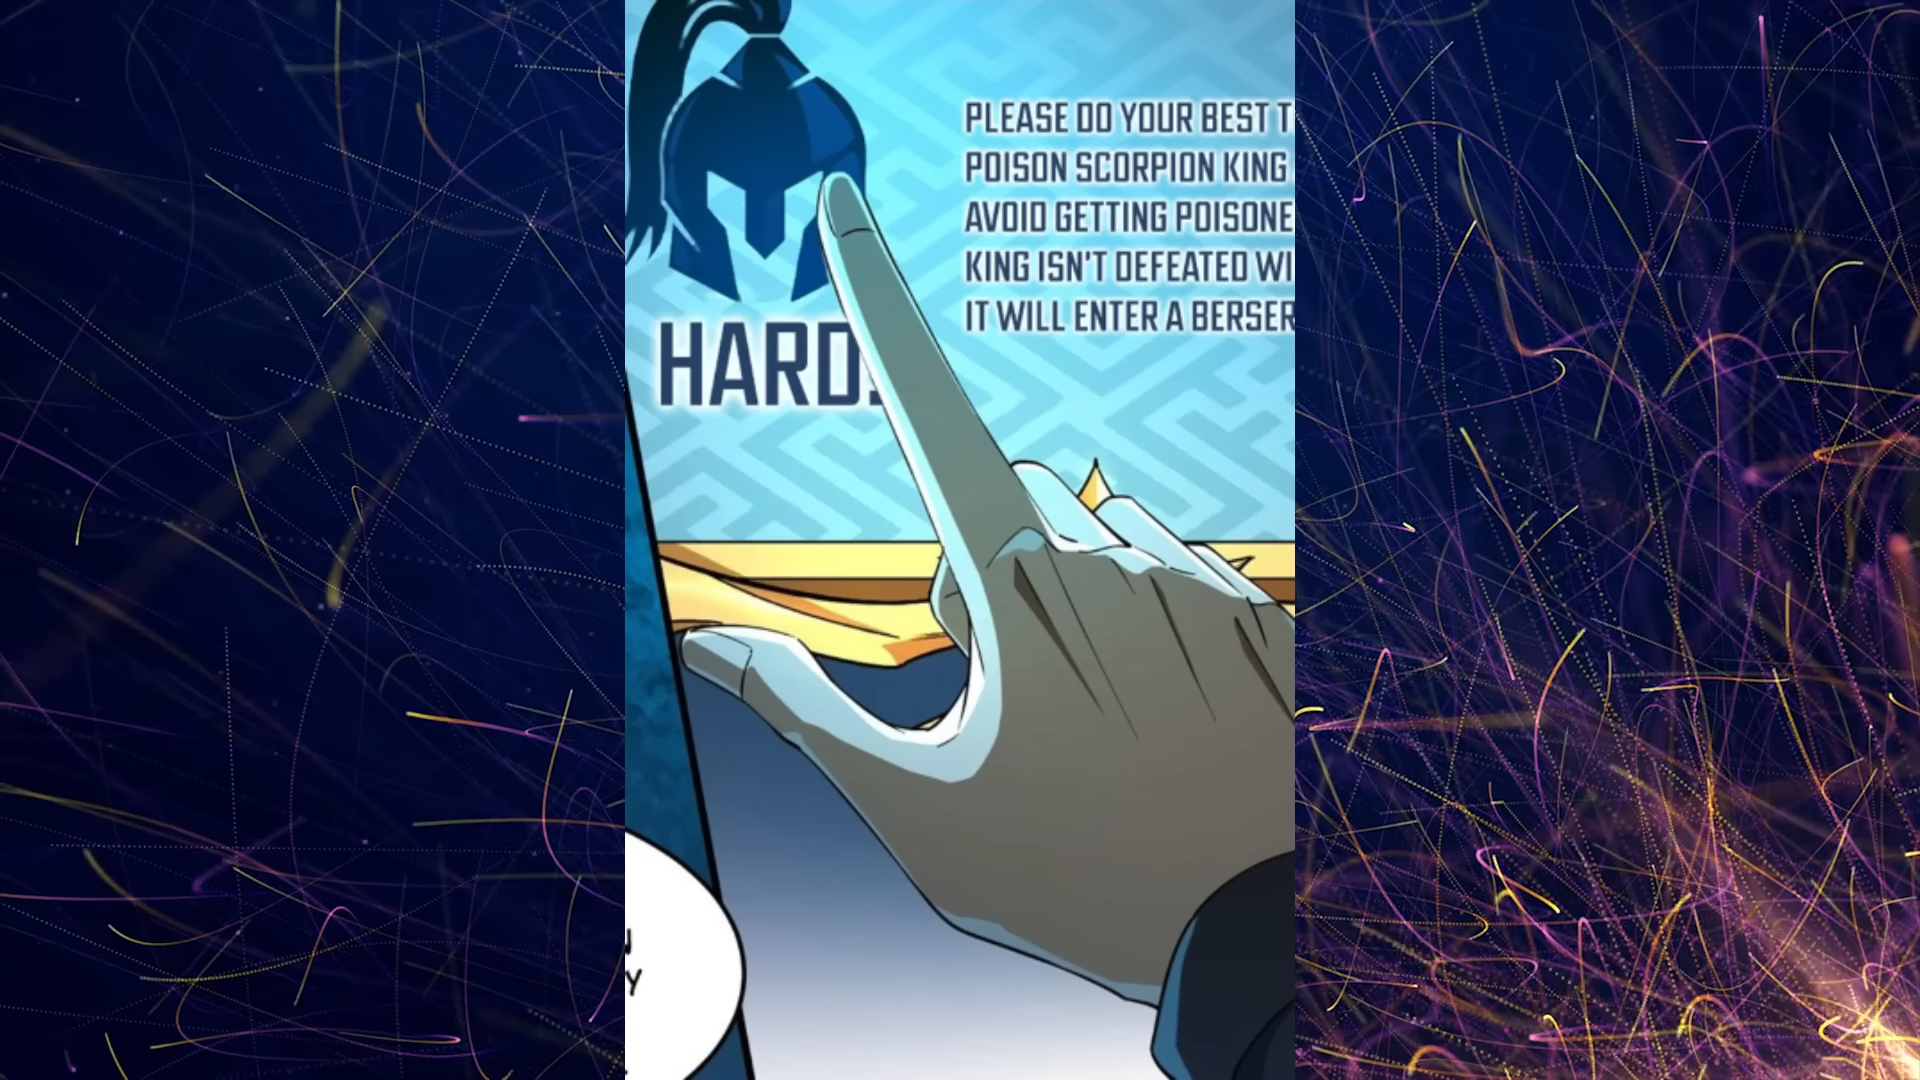 PLEASE DO YOUR BEST T
POISON SCORPION KING
AVOID GETTING POISONE
KING ISN'T DEFEATED WI
IT WILL ENTER A BERSER
HARD
Y